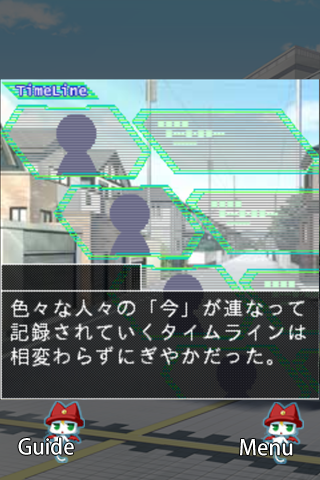 TimeLine
色々な人々の「今」が連なって
記録されていくタイムラインは
相変わらずにぎやかだった。
Guide
Menu